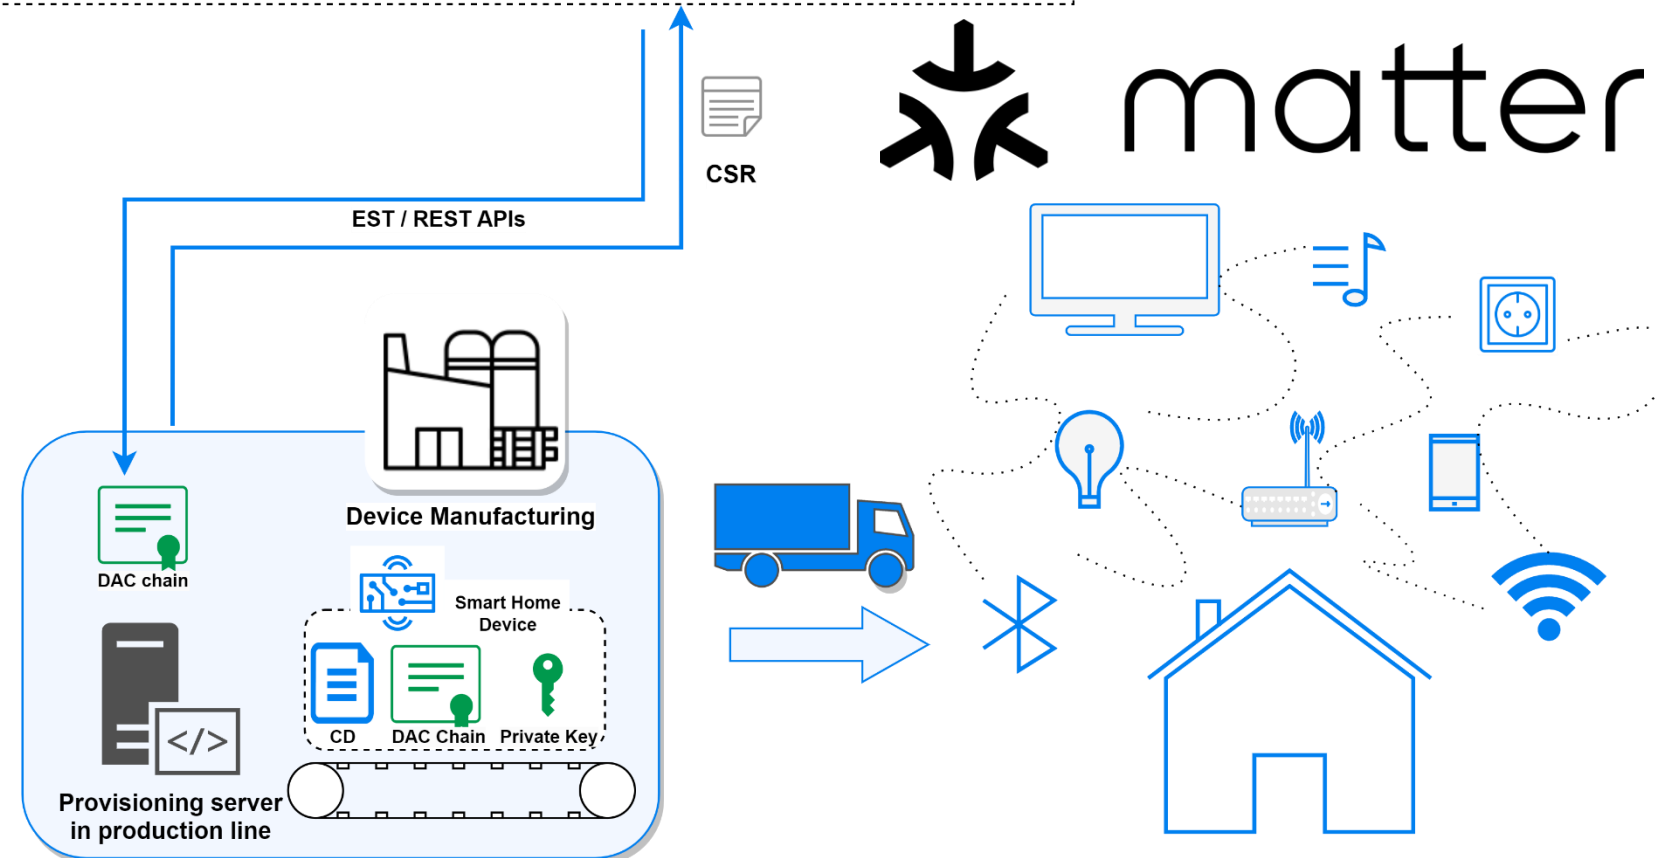 matter
CSR
EST / REST APIs
Device Manufacturing
DAC chain
Smart Home
Device
CD
DAC Chain
Private Key
</>
Provisioning server
in production line